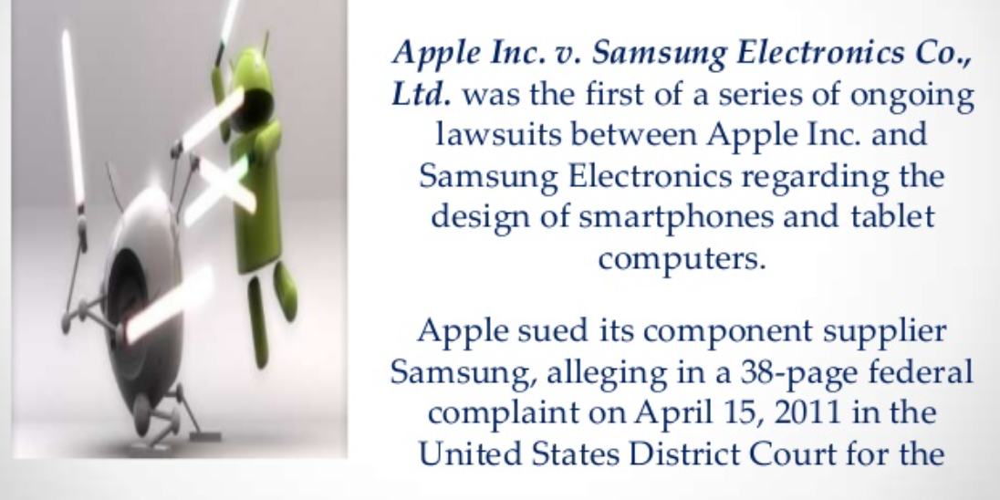 Apple Inc. v. Samsung Electronics Co.,
Ltd. was the first of a series of ongoing
lawsuits between Apple Inc. and
Samsung Electronics regarding the
design of smartphones and tablet
computers.
Apple sued its component supplier
Samsung, alleging in a 38-page federal
complaint on April 15, 2011 in the
United States District Court for the